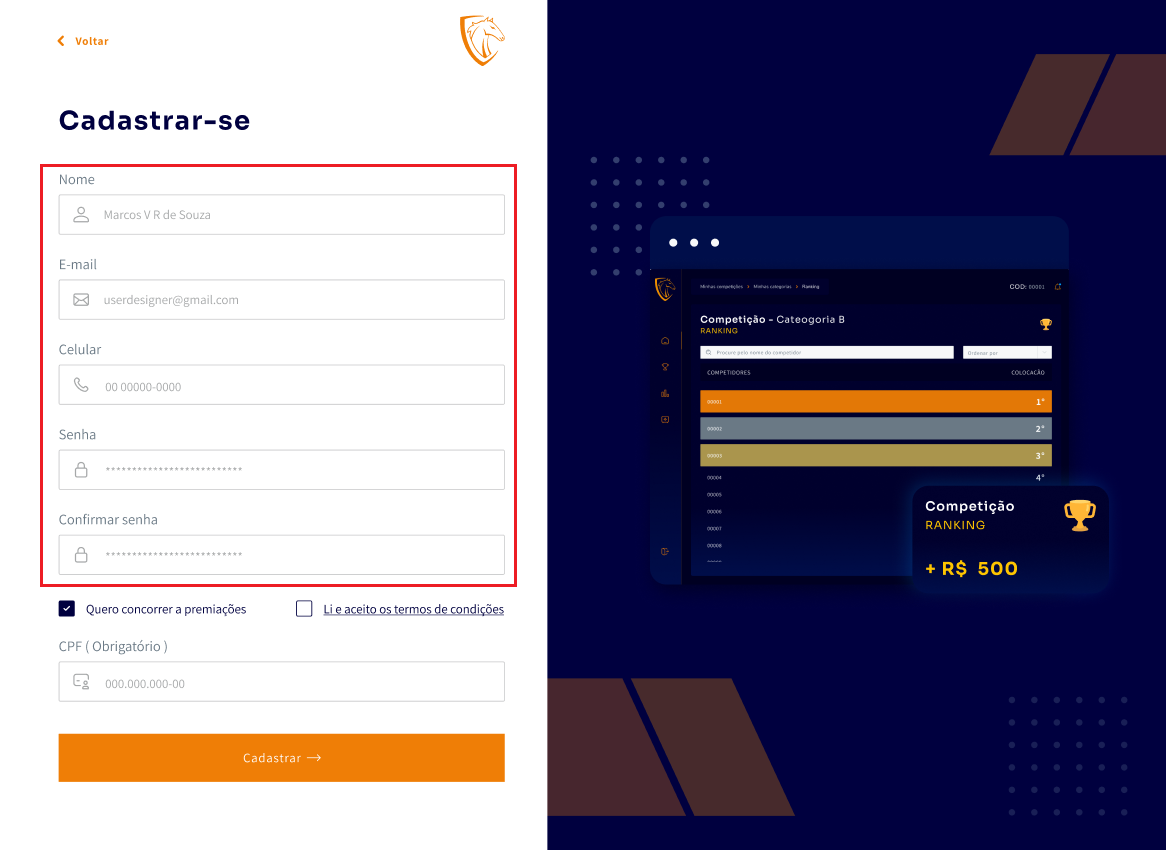 Voltar
Cadastrar-se
Nome
Marcos V R de Souza
E-mail
userdesigner@gmail.com
Celular
00 00000-0000
Senha
**************************
Confirmar senha
**************************
Quero concorrer a premiações
Li e aceito os termos de condições
CPF ( Obrigatório )
000.000.000-00
Cadastrar →
Minhas competições > Minhas categorias > Ranking
COD: 00001
Competição - Cateogoria B
RANKING
Procure pelo nome do competidor
Ordenar por
COMPETIDORES COLOCACÃO
00001 1°
00002 2°
00003 3°
00004 4°
00005
00006
00007
00008
Competição
RANKING
+ R$ 500